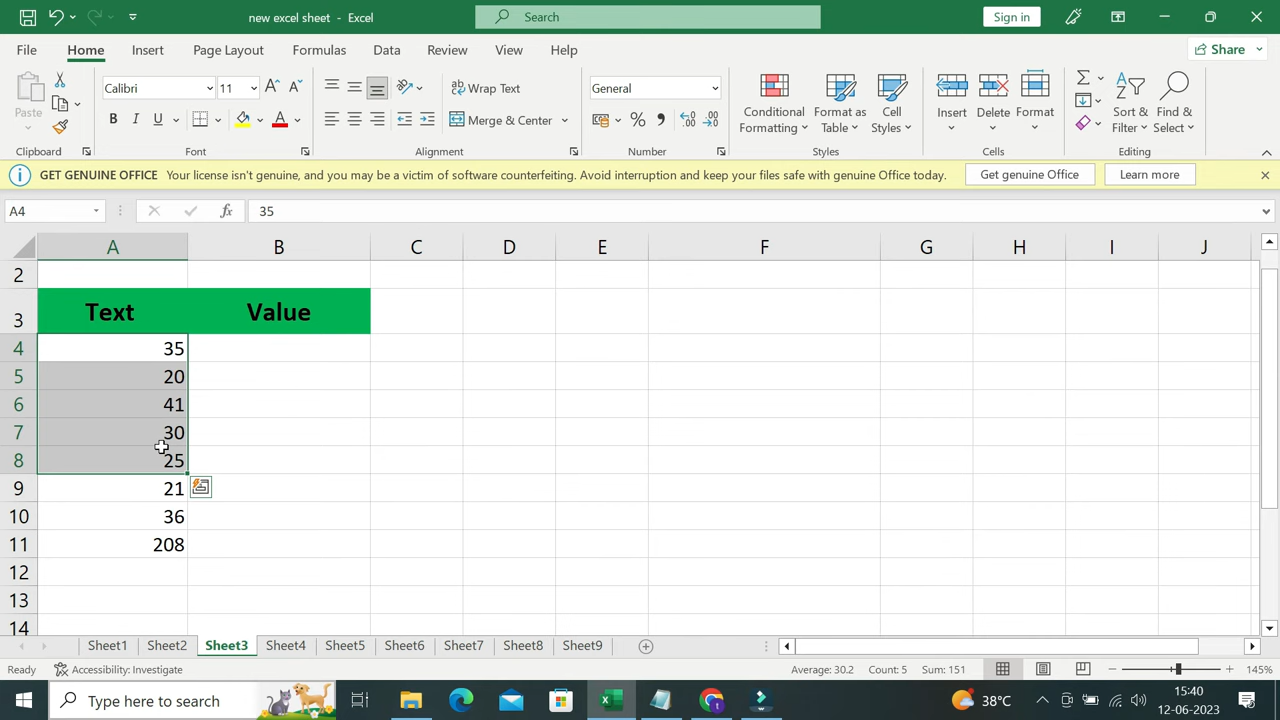 new excel sheet - Excel
Search
Sign in
File Home Insert Page Layout Formulas Data Review View Help
Share
Paste
Clipboard
Calibri 11
B I U
Font
Wrap Text
Merge & Center
Alignment
General
Number
Conditional Formatting
Format as Table
Cell Styles
Styles
Insert Delete Format
Cells
Sort & Filter
Find & Select
Editing
GET GENUINE OFFICE Your license isn't genuine, and you may be a victim of software counterfeiting. Avoid interruption and keep your files safe with genuine Office today. Get genuine Office Learn more
A4 fx 35
A B C D E F G H I J
2
3 Text Value
4 35
5 20
6 41
7 30
8 25
9 21
10 36
11 208
12
13
14
Sheet1 Sheet2 Sheet3 Sheet4 Sheet5 Sheet6 Sheet7 Sheet8 Sheet9
Ready Accessibility: Investigate Average: 30.2 Count: 5 Sum: 151 145%
Type here to search
38°C
15:40
12-06-2023